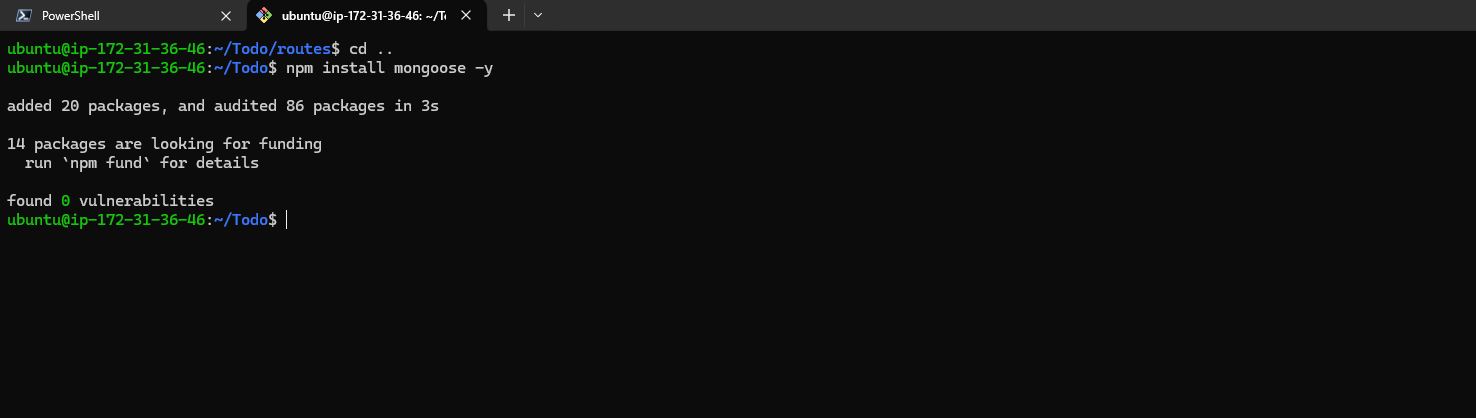 PowerShell
ubuntu@ip-172-31-36-46: ~/To
ubuntu@ip-172-31-36-46:~/Todo/routes$ cd ..
ubuntu@ip-172-31-36-46:~/Todo$ npm install mongoose -y
added 20 packages, and audited 86 packages in 3s
14 packages are looking for funding
run `npm fund` for details
found 0 vulnerabilities
ubuntu@ip-172-31-36-46:~/Todo$